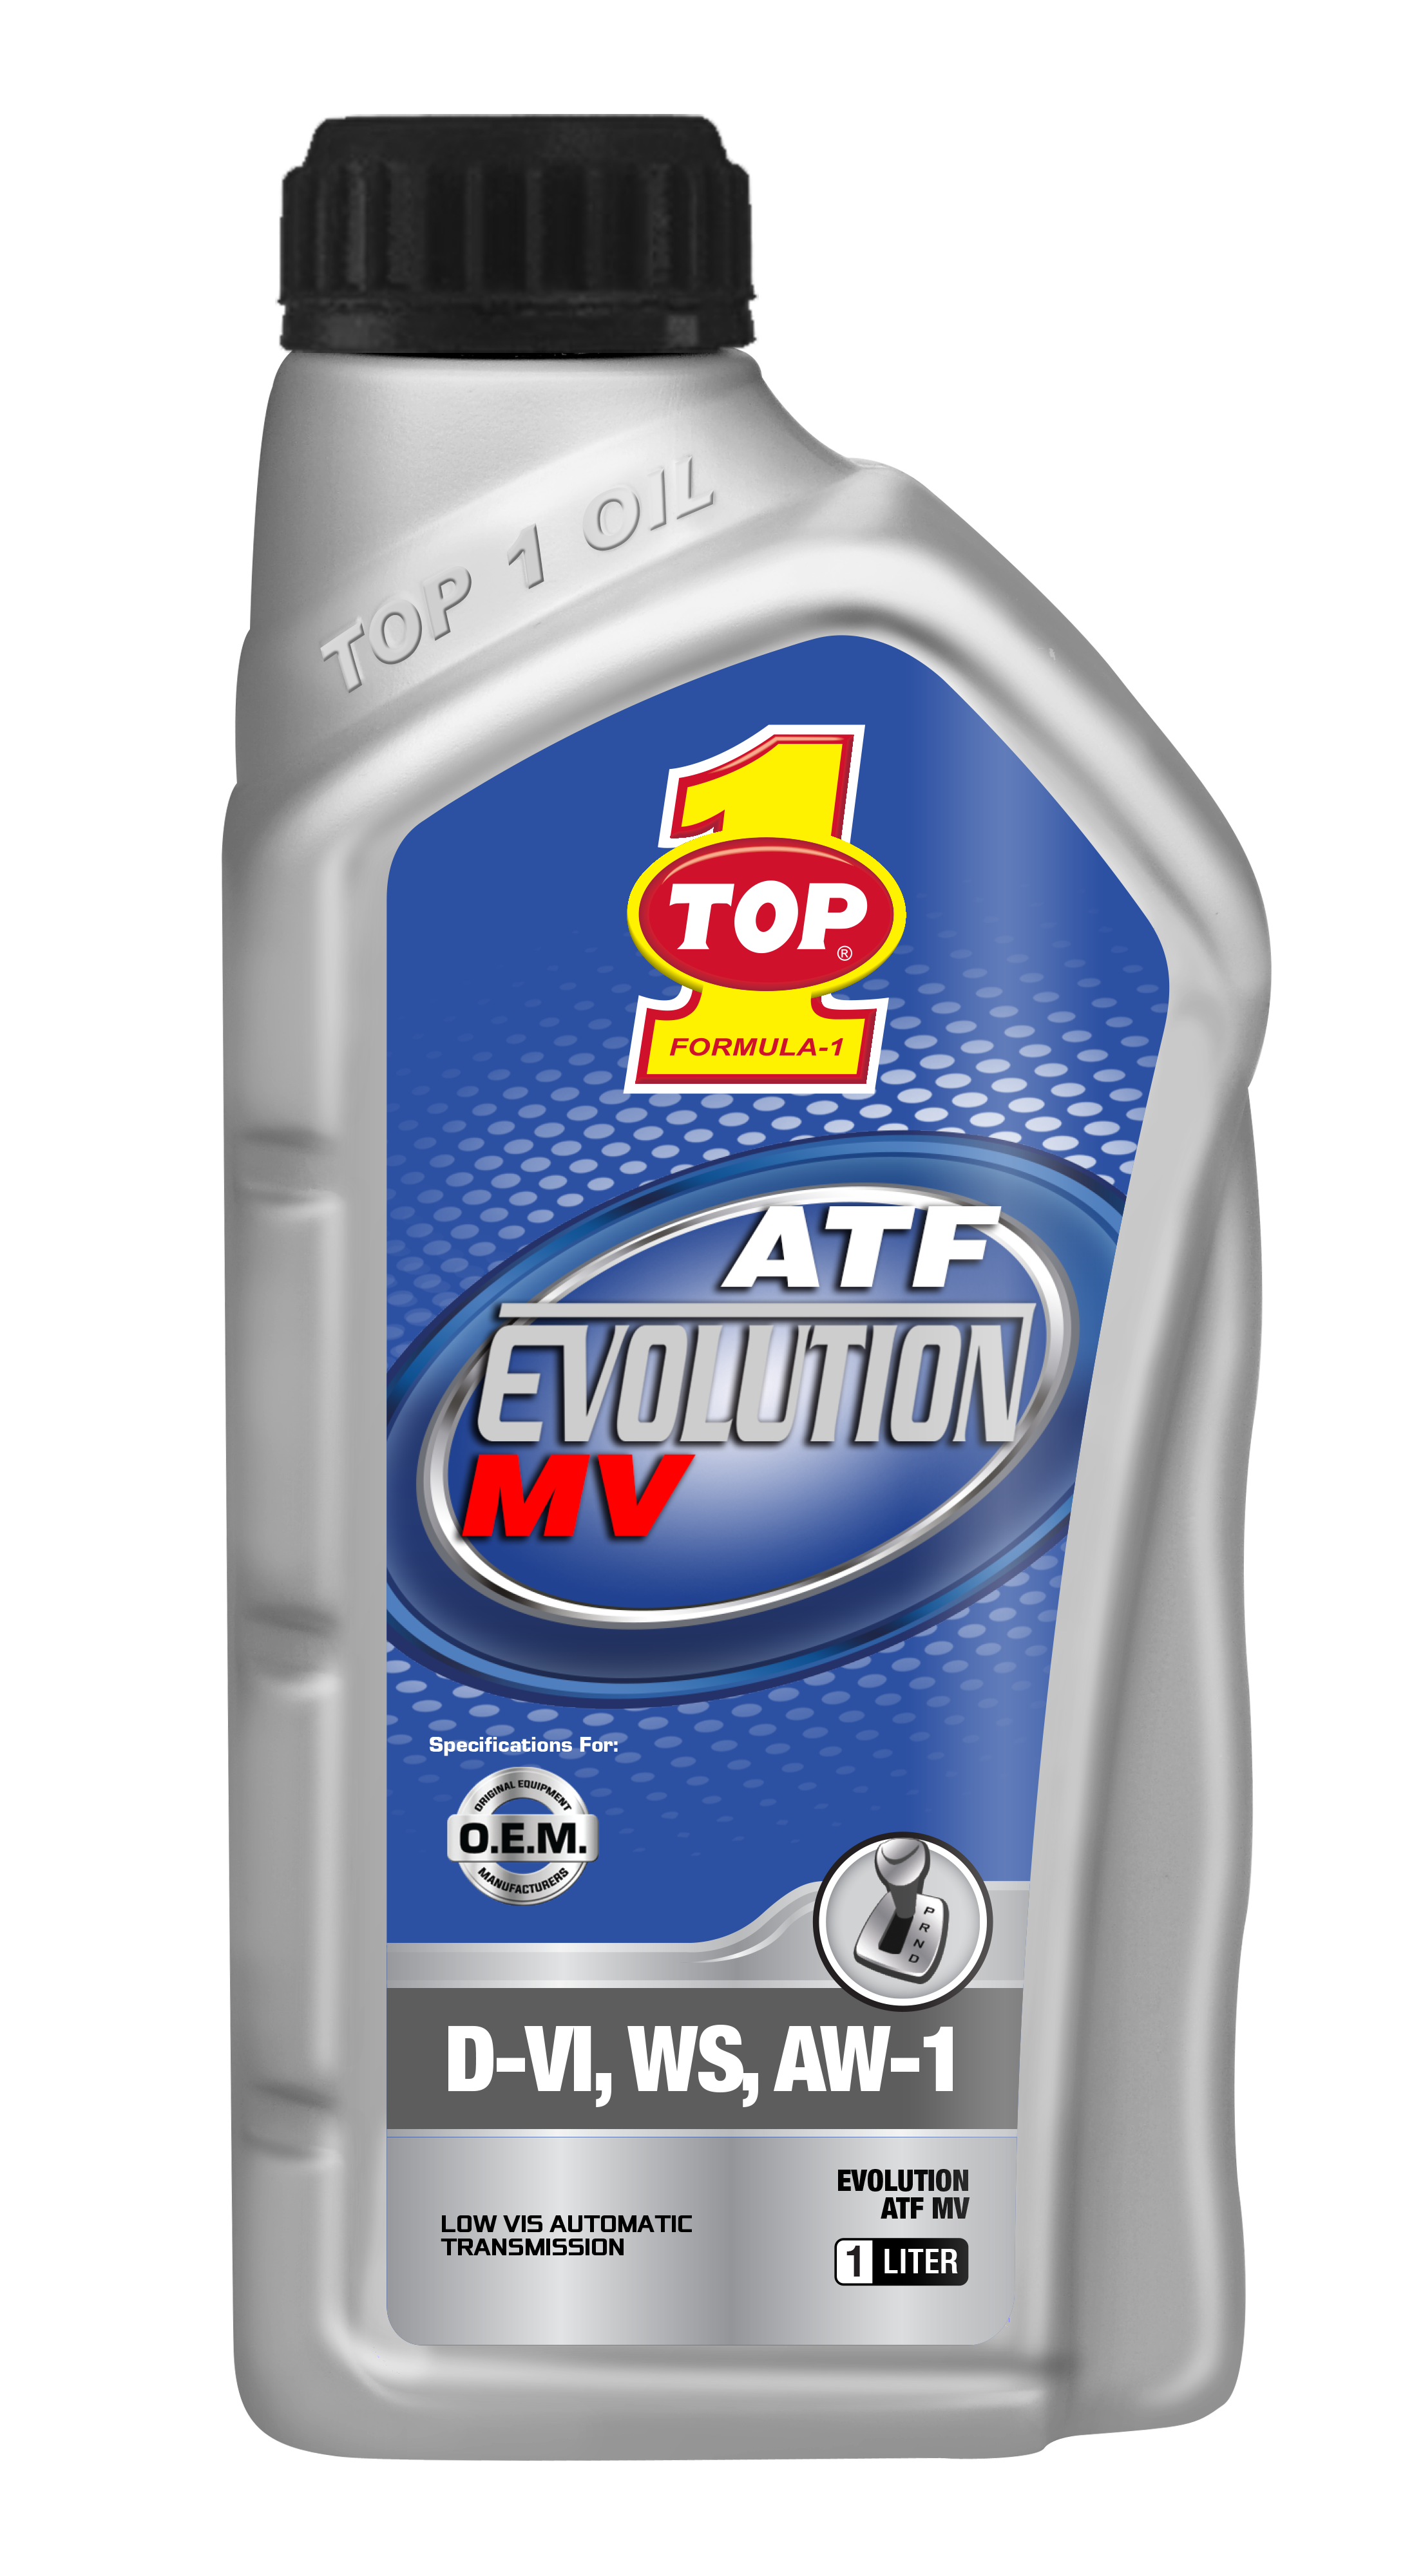 TOP 1 OIL
1
TOP®
FORMULA-1
ATF
EVOLUTION
MV
Specifications For:
ORIGINAL EQUIPMENT
O.E.M.
MANUFACTURERS
P
R
N
D
D-VI, WS, AW-1
EVOLUTION
ATF MV
LOW VIS AUTOMATIC
TRANSMISSION
1 LITER